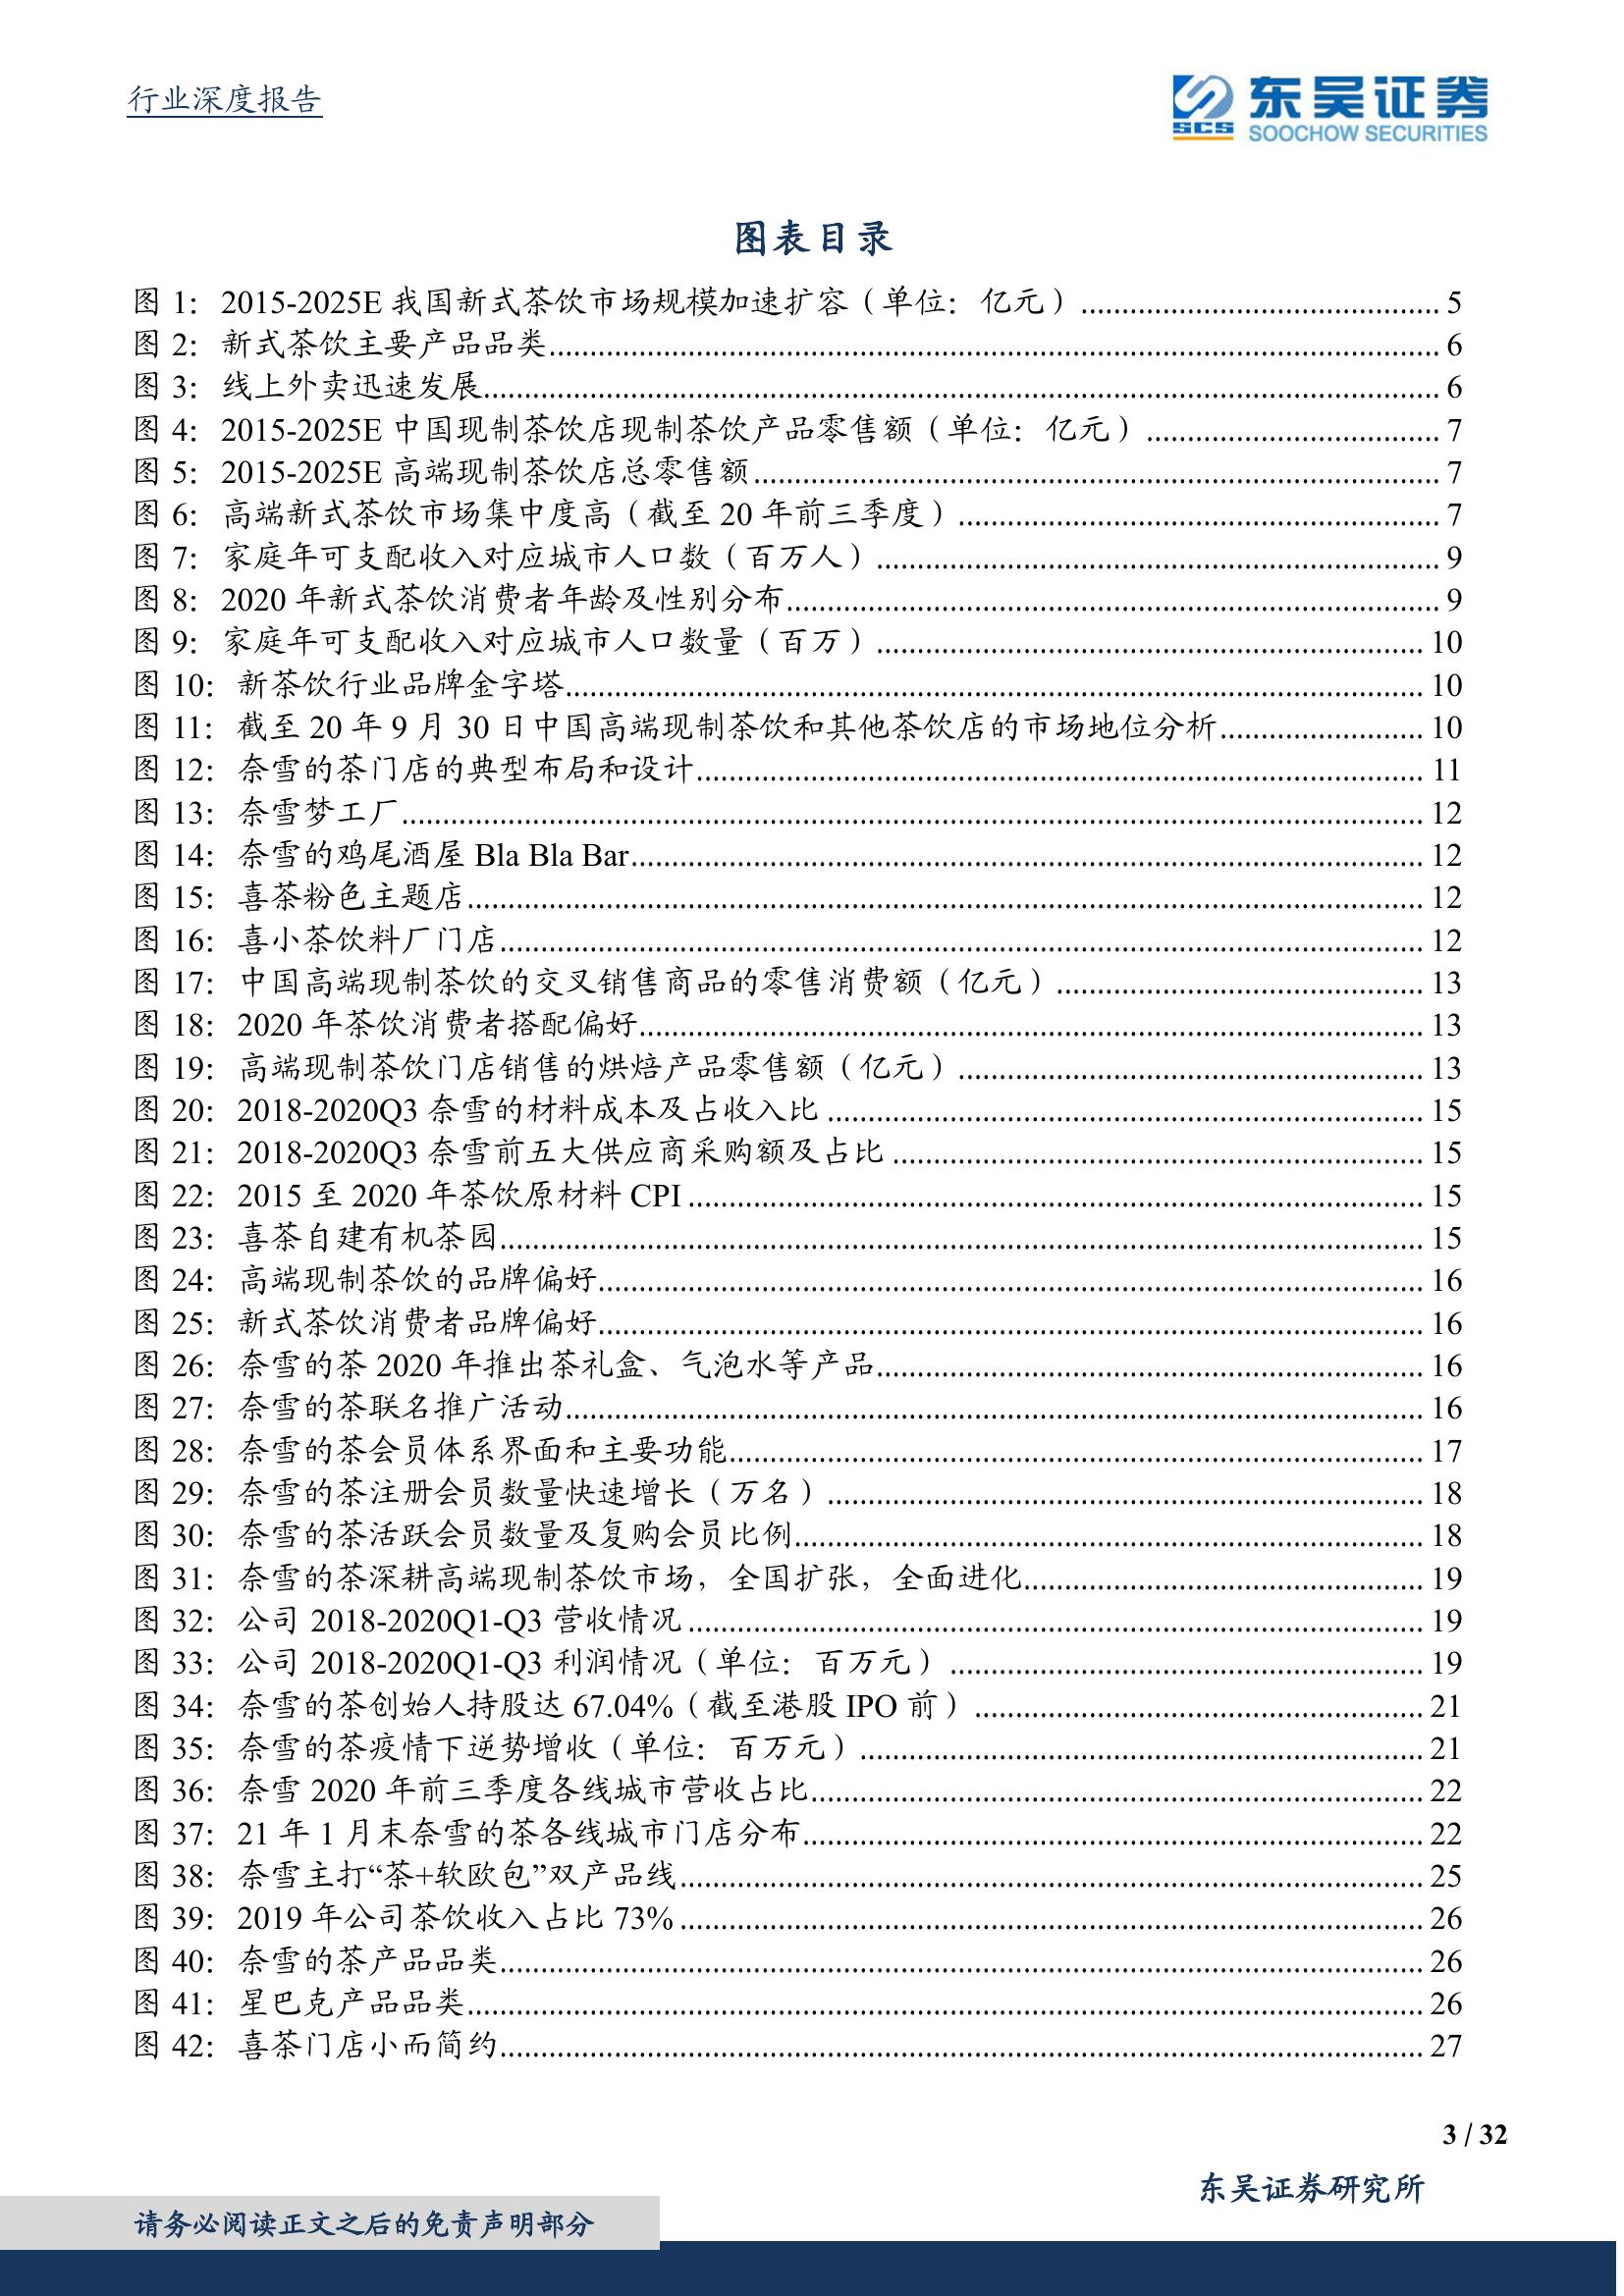 行业深度报告
SCS 东吴证券
SOOCHOW SECURITIES
图表目录
图 1：2015-2025E 我国新式茶饮市场规模加速扩容（单位：亿元）........ 5
图 2：新式茶饮主要产品品类........ 6
图 3：线上外卖迅速发展........ 6
图 4：2015-2025E 中国现制茶饮店现制茶饮产品零售额（单位：亿元）........ 7
图 5：2015-2025E 高端现制茶饮店总零售额........ 7
图 6：高端新式茶饮市场集中度高（截至 20 年前三季度）........ 7
图 7：家庭年可支配收入对应城市人口数（百万人）........ 9
图 8：2020 年新式茶饮消费者年龄及性别分布........ 9
图 9：家庭年可支配收入对应城市人口数量（百万）........ 10
图 10：新茶饮行业品牌金字塔........ 10
图 11：截至 20 年 9 月 30 日中国高端现制茶饮和其他茶饮店的市场地位分析........ 10
图 12：奈雪的茶门店的典型布局和设计........ 11
图 13：奈雪梦工厂........ 12
图 14：奈雪的鸡尾酒屋 Bla Bla Bar........ 12
图 15：喜茶粉色主题店........ 12
图 16：喜小茶饮料厂门店........ 12
图 17：中国高端现制茶饮的交叉销售商品的零售消费额（亿元）........ 13
图 18：2020 年茶饮消费者搭配偏好........ 13
图 19：高端现制茶饮门店销售的烘焙产品零售额（亿元）........ 13
图 20：2018-2020Q3 奈雪的材料成本及占收入比........ 15
图 21：2018-2020Q3 奈雪前五大供应商采购额及占比........ 15
图 22：2015 至 2020 年茶饮原材料 CPI........ 15
图 23：喜茶自建有机茶园........ 15
图 24：高端现制茶饮的品牌偏好........ 16
图 25：新式茶饮消费者品牌偏好........ 16
图 26：奈雪的茶 2020 年推出茶礼盒、气泡水等产品........ 16
图 27：奈雪的茶联名推广活动........ 16
图 28：奈雪的茶会员体系界面和主要功能........ 17
图 29：奈雪的茶注册会员数量快速增长（万名）........ 18
图 30：奈雪的茶活跃会员数量及复购会员比例........ 18
图 31：奈雪的茶深耕高端现制茶饮市场，全国扩张，全面进化........ 19
图 32：公司 2018-2020Q1-Q3 营收情况........ 19
图 33：公司 2018-2020Q1-Q3 利润情况（单位：百万元）........ 19
图 34：奈雪的茶创始人持股达 67.04%（截至港股 IPO 前）........ 21
图 35：奈雪的茶疫情下逆势增收（单位：百万元）........ 21
图 36：奈雪 2020 年前三季度各线城市营收占比........ 22
图 37：21 年 1 月末奈雪的茶各线城市门店分布........ 22
图 38：奈雪主打“茶+软欧包”双产品线........ 25
图 39：2019 年公司茶饮收入占比 73%........ 26
图 40：奈雪的茶产品品类........ 26
图 41：星巴克产品品类........ 26
图 42：喜茶门店小而简约........ 27
3 / 32
东吴证券研究所
请务必阅读正文之后的免责声明部分